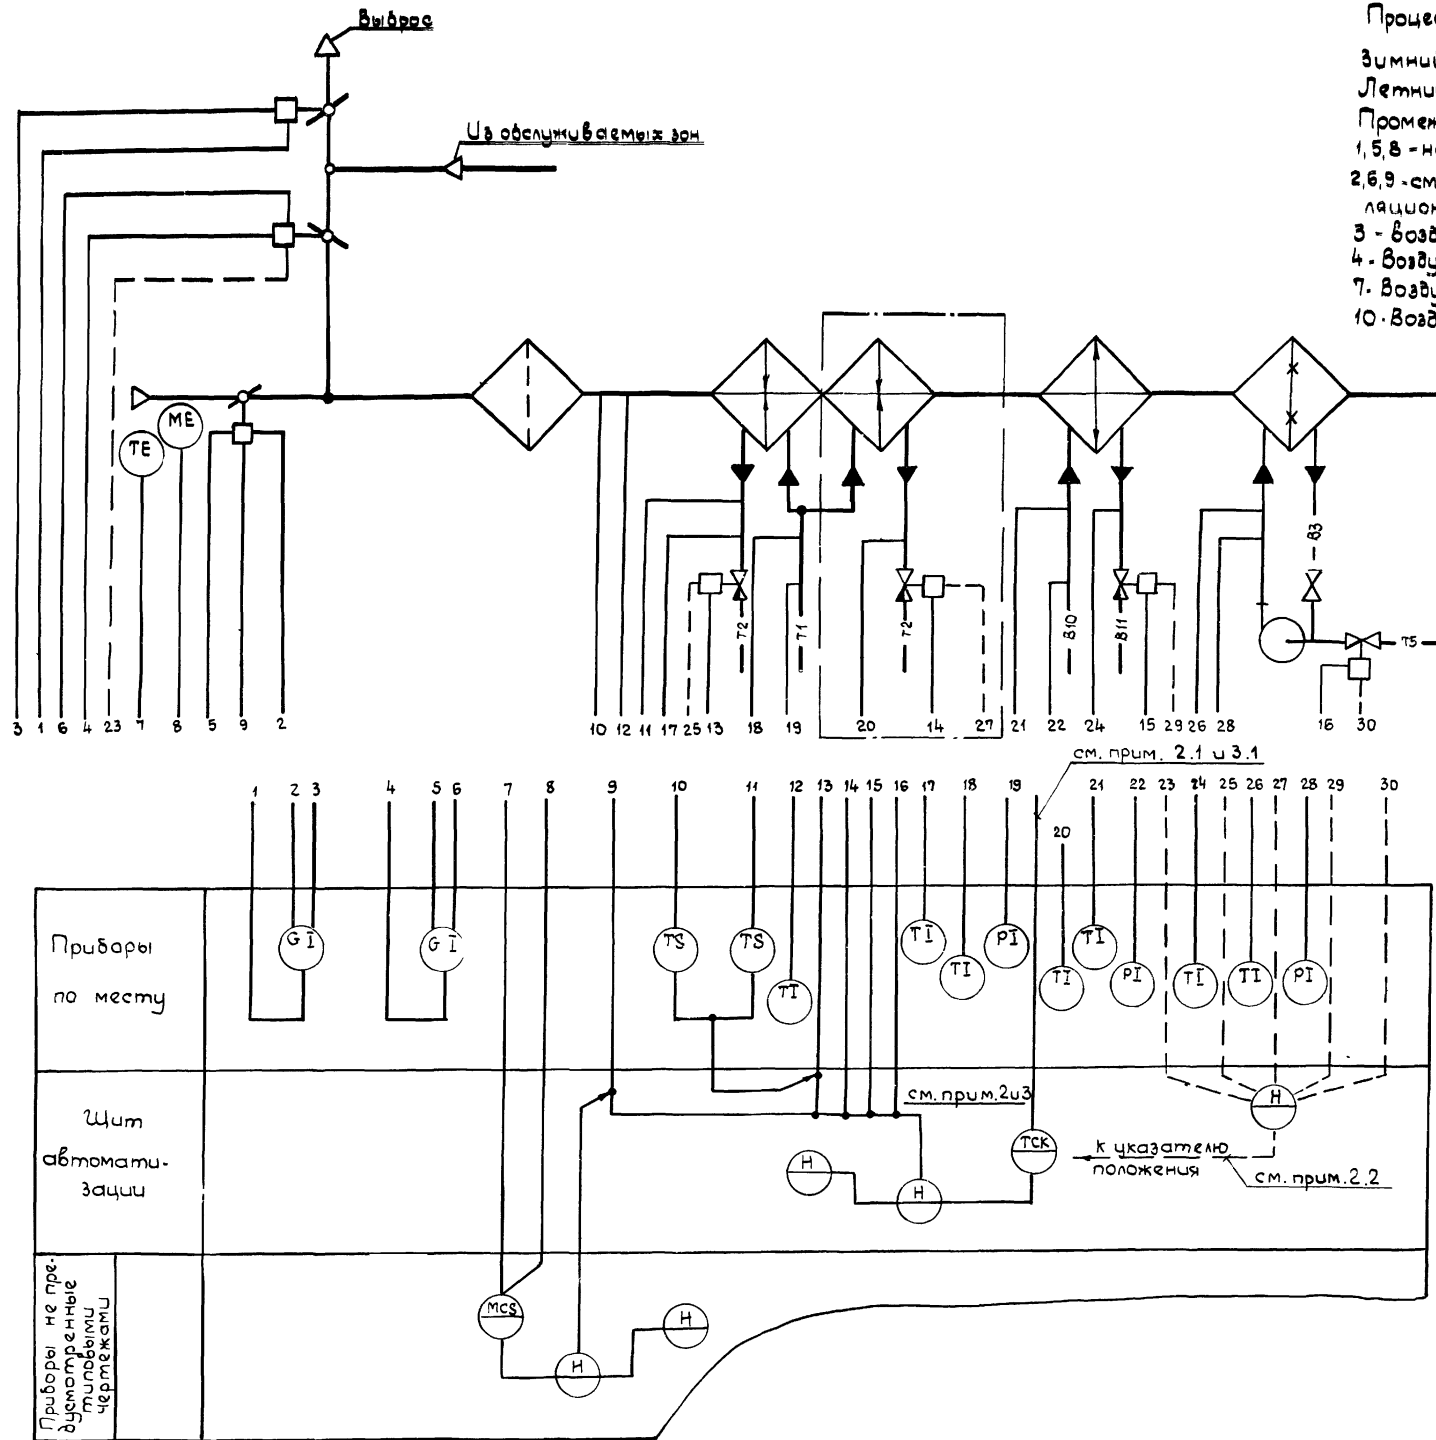 Выброс
Процес
Зимний
Летни
Промеж
1,5,8 - н
2,6,9 - см
ляцион
3 - возд
4 - Возду
7 - Возду
10 - Возд
Из обслуживаемых зон
ME
TE
В3
T2
T1
T2
В10
В11
T5
3 1 6 4 23 7 8 5 9 2 10 12 11 17 25 13 18 19 20 14 27 21 22 24 15 29 26 28 16 30
см. прим. 2.1 и 3.1
1 2 3 4 5 6 7 8 9 10 11 12 13 14 15 16 17 18 19 20 21 22 23 24 25 26 27 28 29 30
Приборы
по месту
GI GI TS TS TI TI TI PI TI TI PI TI TI PI
Щит
автомати-
зации
см. прим. 2 и 3
H
TCK
H
H
к указателю
положения
см. прим. 2.2
Приборы не пре-
дусмотренные
типовыми
чертежами
MCS
H
H